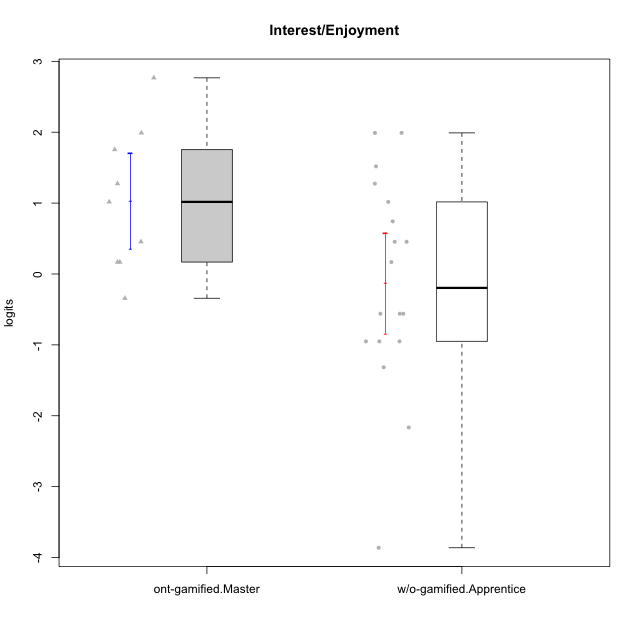 Interest/Enjoyment
3
2
1
0
-1
-2
-3
-4
logits
ont-gamified.Master
w/o-gamified.Apprentice